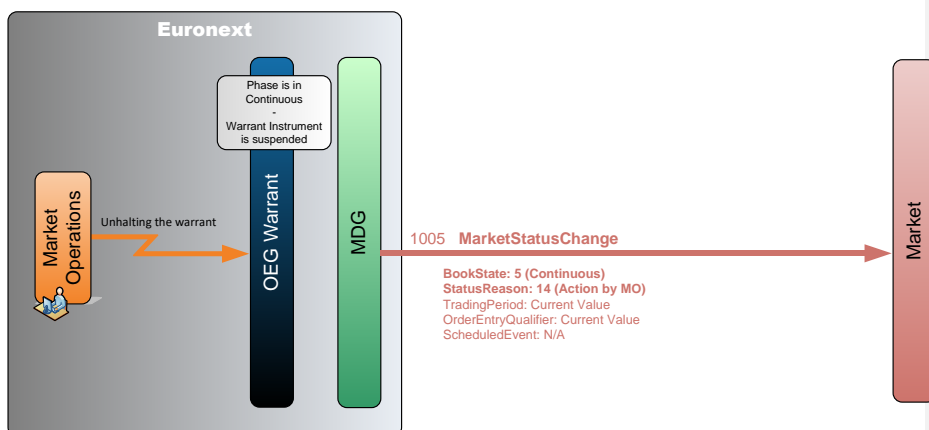 Euronext
Phase is in
Continuous
-
Warrant Instrument
is suspended
Market
Operations
Unhalting the warrant
OEG Warrant
MDG
1005 MarketStatusChange
BookState: 5 (Continuous)
StatusReason: 14 (Action by MO)
TradingPeriod: Current Value
OrderEntryQualifier: Current Value
ScheduledEvent: N/A
Market